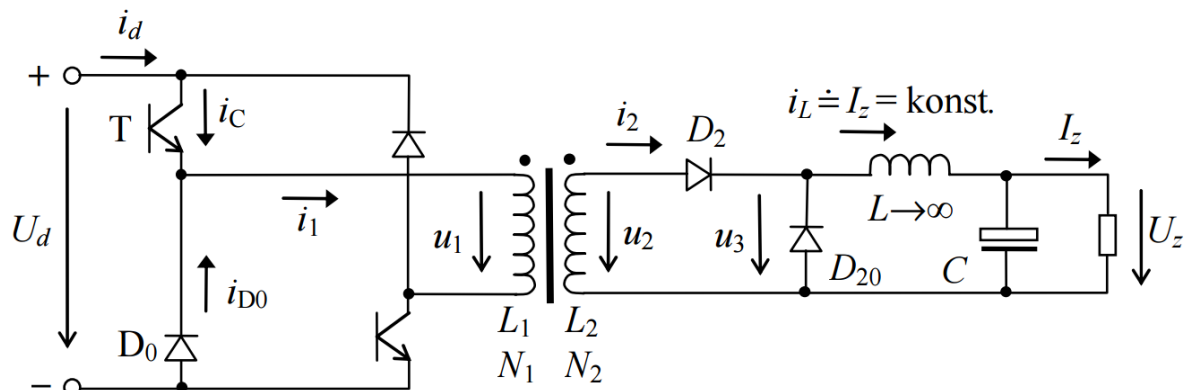 i_d
+
T
i_C
i_1
U_d
i_D0
D_0
−
u_1
L_1
N_1
u_2
L_2
N_2
i_2
D_2
u_3
D_20
i_L ≐ I_z = konst.
L→∞
C
I_z
U_z